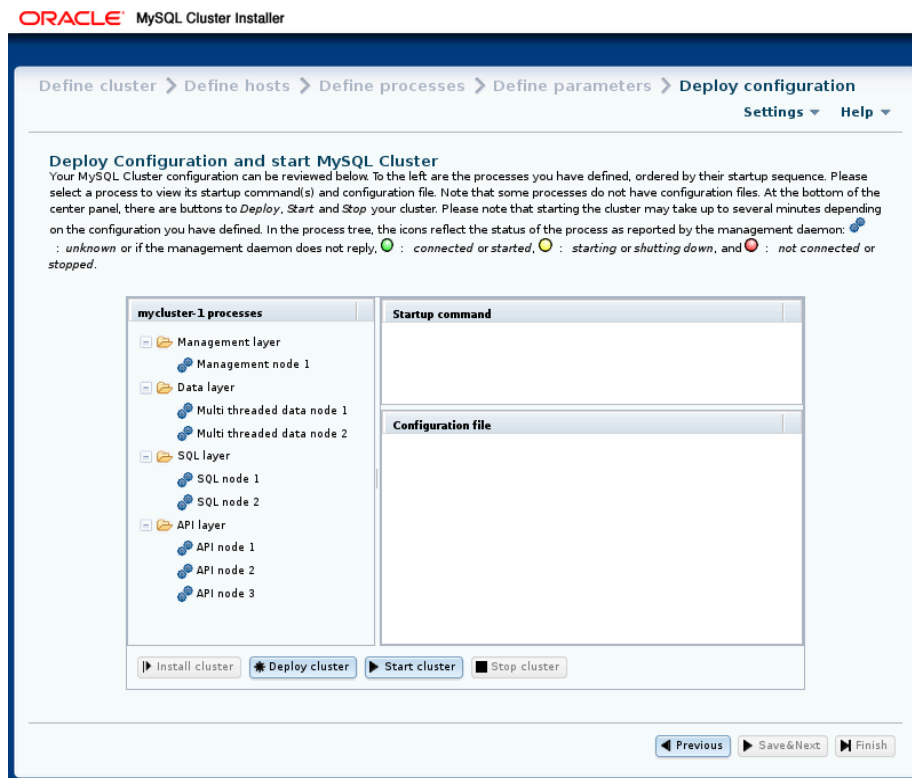 ORACLE® MySQL Cluster Installer
Define cluster > Define hosts > Define processes > Define parameters > Deploy configuration
Settings Help
Deploy Configuration and start MySQL Cluster
Your MySQL Cluster configuration can be reviewed below. To the left are the processes you have defined, ordered by their startup sequence. Please
select a process to view its startup command(s) and configuration file. Note that some processes do not have configuration files. At the bottom of the
center panel, there are buttons to Deploy, Start and Stop your cluster. Please note that starting the cluster may take up to several minutes depending
on the configuration you have defined. In the process tree, the icons reflect the status of the process as reported by the management daemon:
: unknown or if the management daemon does not reply, : connected or started, : starting or shutting down, and : not connected or
stopped.
mycluster-1 processes
Management layer
Management node 1
Data layer
Multi threaded data node 1
Multi threaded data node 2
SQL layer
SQL node 1
SQL node 2
API layer
API node 1
API node 2
API node 3
Startup command
Configuration file
Install cluster Deploy cluster Start cluster Stop cluster
Previous Save&Next Finish